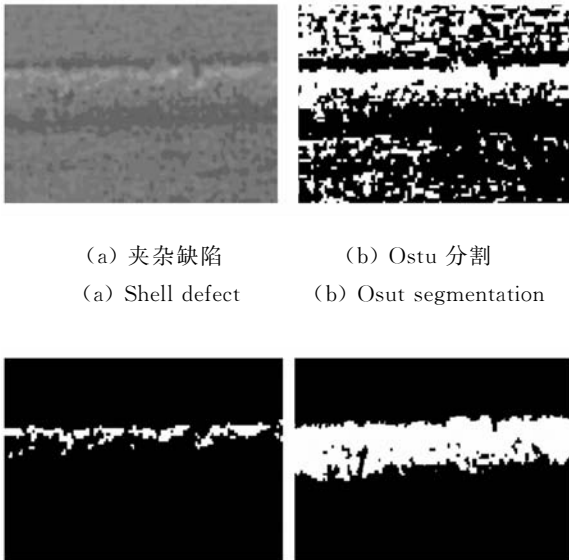 (a) 夹杂缺陷
(b) Ostu 分割
(a) Shell defect
(b) Osut segmentation